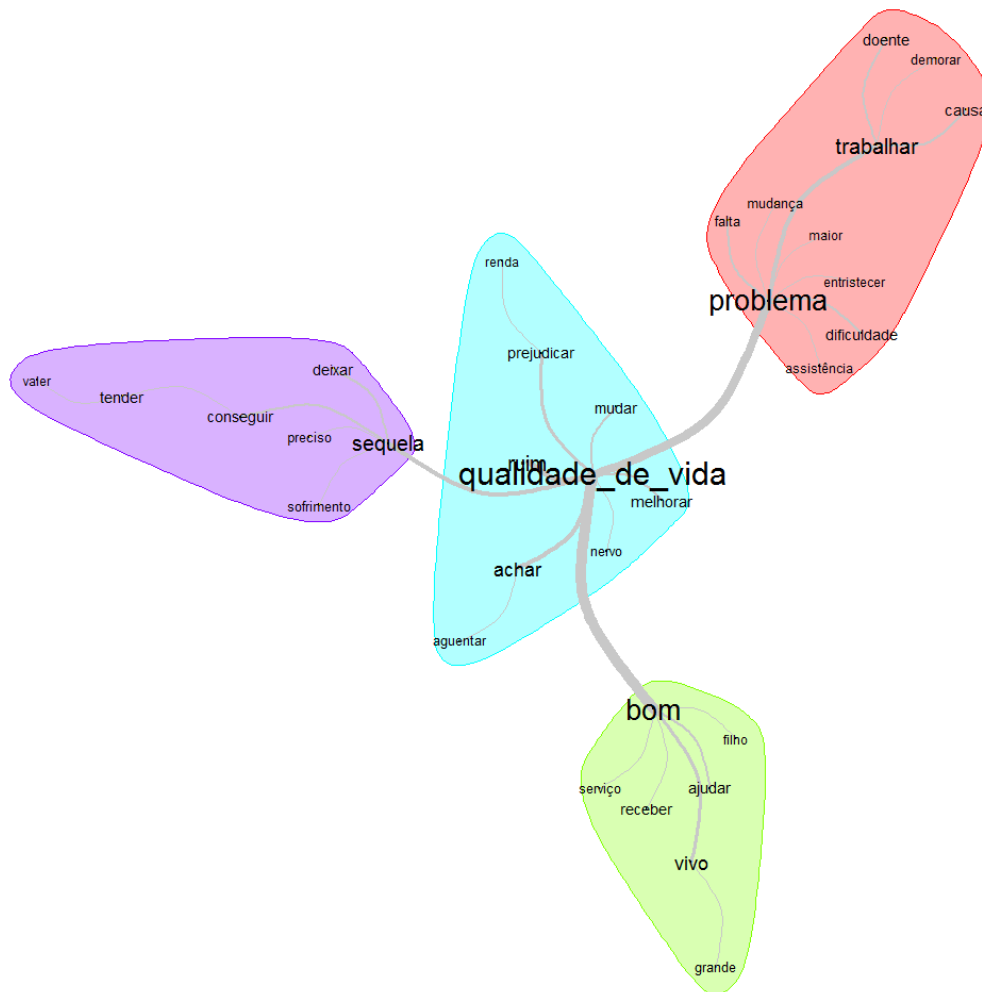 doente
demorar
causa
trabalhar
mudança
falta
maior
entristecer
problema
dificuldade
assistência
renda
prejudicar
mudar
ruim
qualidade_de_vida
melhorar
nervo
achar
aguentar
deixar
valer
tender
conseguir
preciso
sequela
sofrimento
bom
filho
serviço
ajudar
receber
vivo
grande